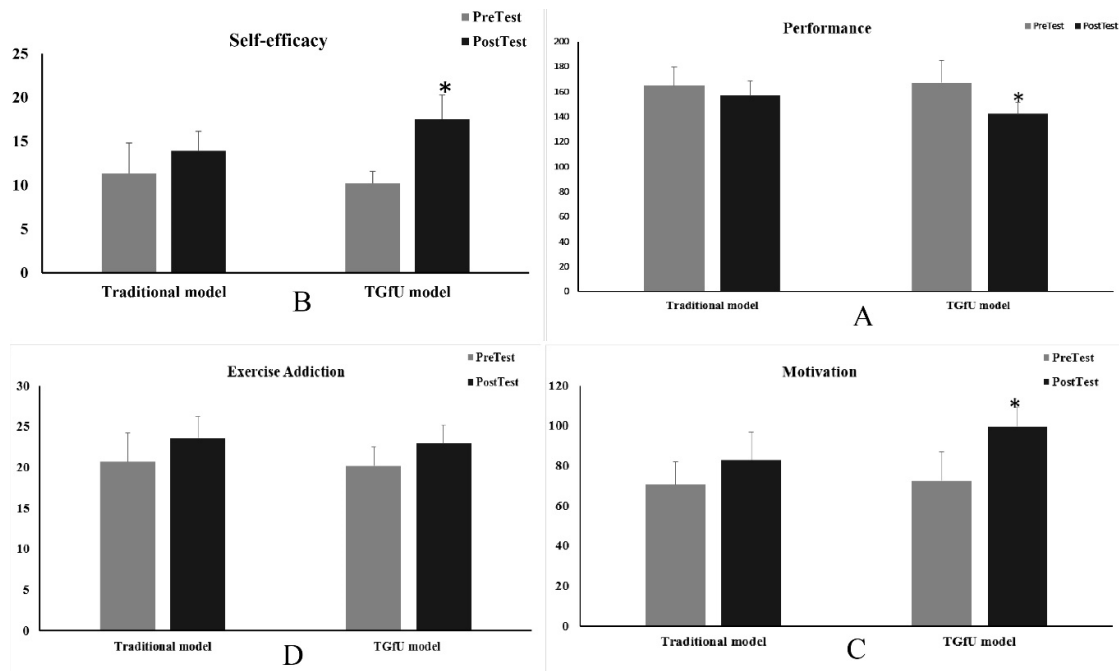 Self-efficacy
PreTest
PostTest
25
20
15
10
5
0
*
Traditional model
TGfU model
B
Performance
PreTest
PostTest
200
180
160
140
120
100
80
60
40
20
0
*
Traditional model
TGfU model
A
Exercise Addiction
PreTest
PostTest
30
25
20
15
10
5
0
Traditional model
TGfU model
D
Motivation
PreTest
PostTest
120
100
80
60
40
20
0
*
Traditional model
TGfU model
C